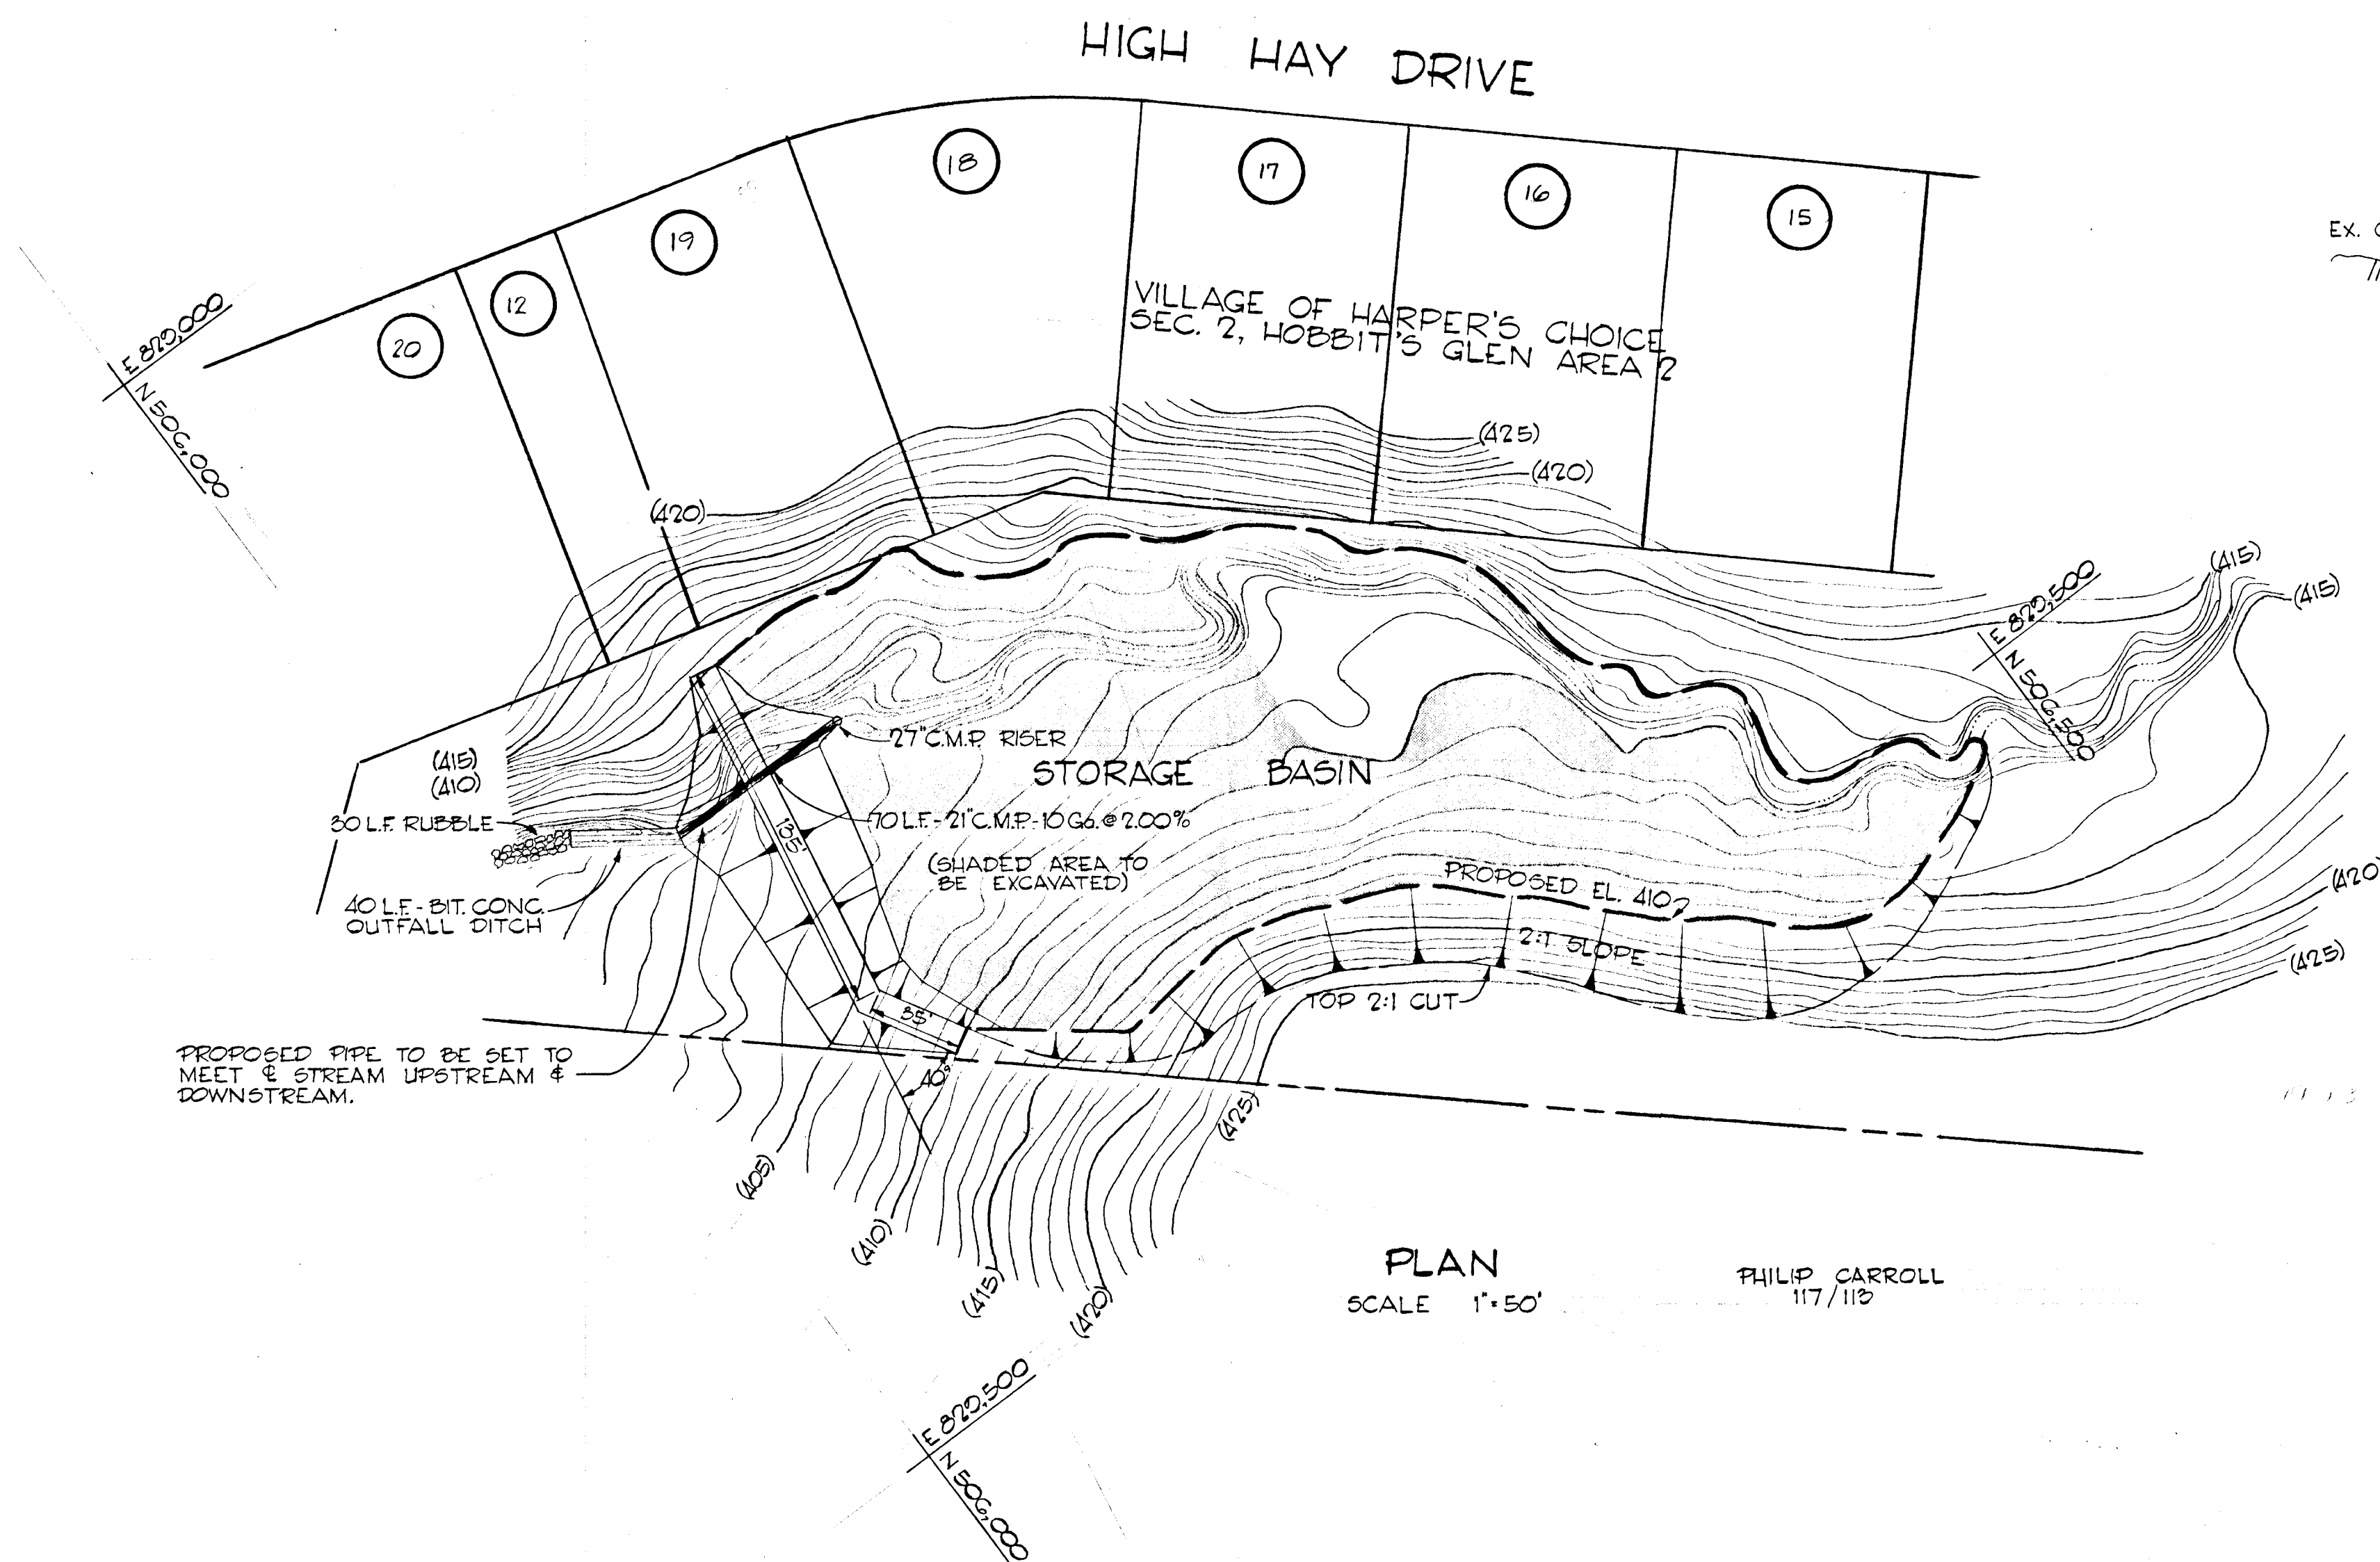 HIGH HAY DRIVE
18
17
16
15
19
12
20
EX.
E 820,000
N 506,000
VILLAGE OF HARPER'S CHOICE
SEC. 2, HOBBIT'S GLEN AREA 2
(425)
(420)
(420)
(415)
(415)
E 820,500
N 506,500
27" C.M.P. RISER
STORAGE BASIN
(415)
(410)
30 L.F. RUBBLE
70 L.F.-21" C.M.P.-16 GG. @ 2.00%
135'
(SHADED AREA TO
BE EXCAVATED)
PROPOSED EL. 410
(420)
40 L.F.-BIT. CONC.
OUTFALL DITCH
2:1 SLOPE
(425)
TOP 2:1 CUT
35'
PROPOSED PIPE TO BE SET TO
MEET ℄ STREAM UPSTREAM &
DOWNSTREAM.
40'
(425)
(405)
(410)
(415)
(420)
PLAN
SCALE 1"=50'
PHILIP CARROLL
117/113
E 820,500
N 506,000